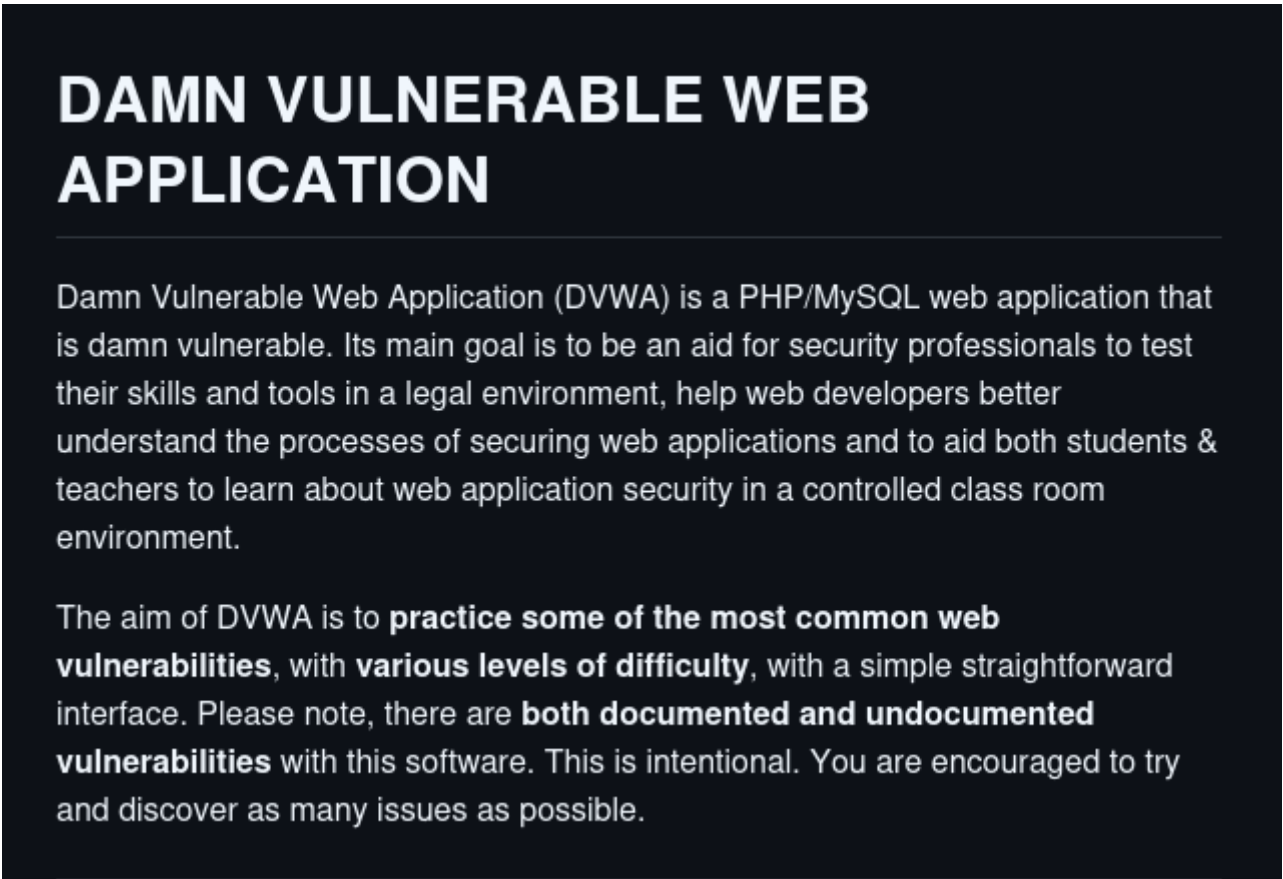 DAMN VULNERABLE WEB
APPLICATION
Damn Vulnerable Web Application (DVWA) is a PHP/MySQL web application that
is damn vulnerable. Its main goal is to be an aid for security professionals to test
their skills and tools in a legal environment, help web developers better
understand the processes of securing web applications and to aid both students &
teachers to learn about web application security in a controlled class room
environment.
The aim of DVWA is to practice some of the most common web
vulnerabilities, with various levels of difficulty, with a simple straightforward
interface. Please note, there are both documented and undocumented
vulnerabilities with this software. This is intentional. You are encouraged to try
and discover as many issues as possible.